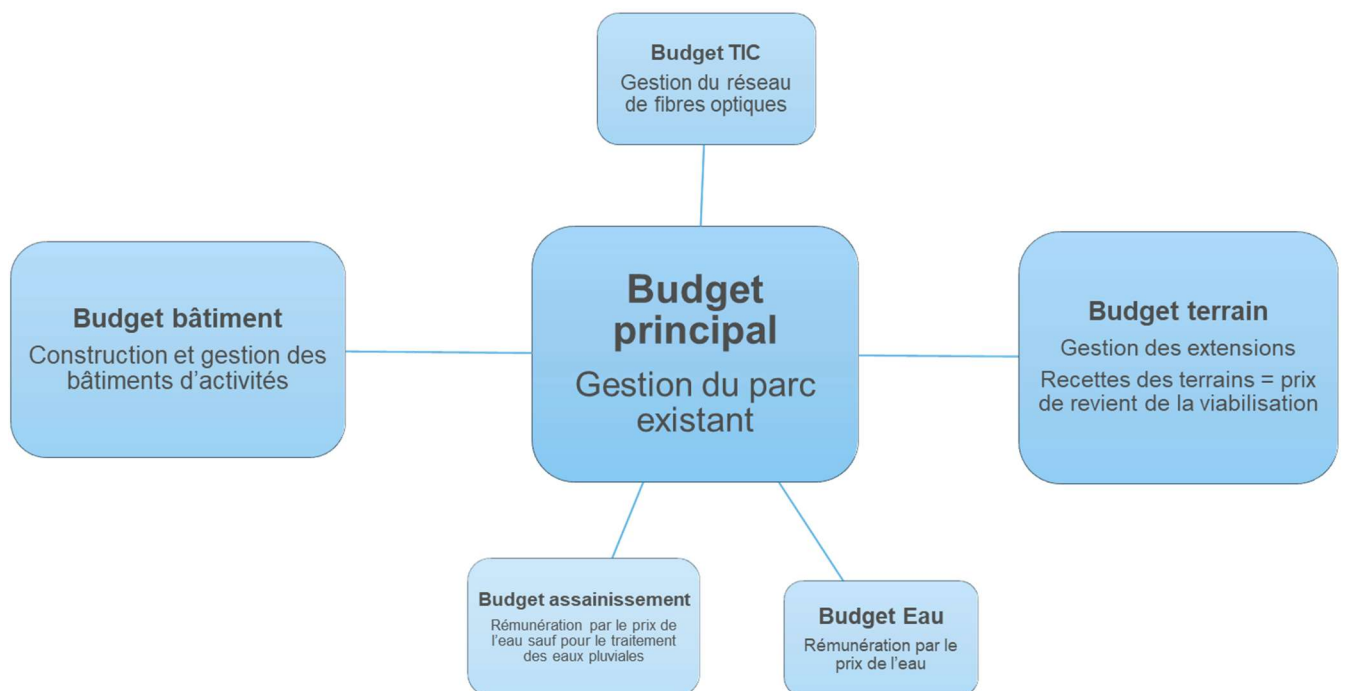 Budget TIC
Gestion du réseau
de fibres optiques
Budget bâtiment
Construction et gestion des
bâtiments d’activités
Budget
principal
Gestion du parc
existant
Budget terrain
Gestion des extensions
Recettes des terrains = prix
de revient de la viabilisation
Budget assainissement
Rémunération par le prix de
l’eau sauf pour le traitement
des eaux pluviales
Budget Eau
Rémunération par le
prix de l’eau